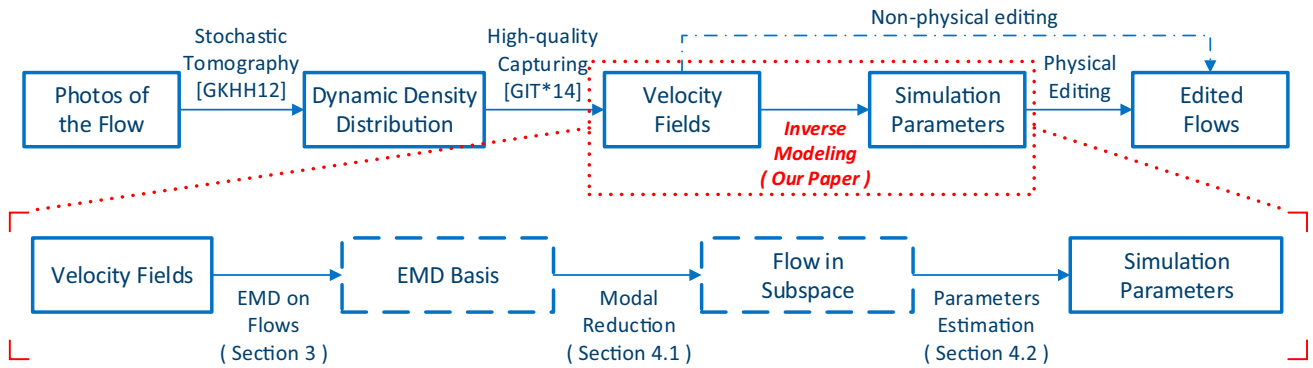 Non-physical editing
Stochastic
Tomography
[GKHH12]
High-quality
Capturing
[GIT*14]
Physical
Editing
Photos of
the Flow
Dynamic Density
Distribution
Velocity
Fields
Inverse
Modeling
( Our Paper )
Simulation
Parameters
Edited
Flows
Velocity Fields
EMD on
Flows
( Section 3 )
EMD Basis
Modal
Reduction
( Section 4.1 )
Flow in
Subspace
Parameters
Estimation
( Section 4.2 )
Simulation
Parameters